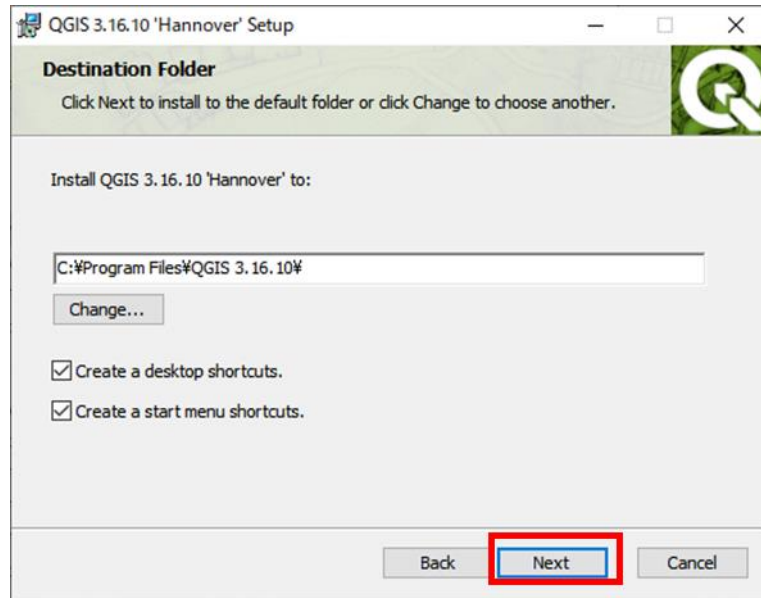 QGIS 3.16.10 'Hannover' Setup
Destination Folder
Click Next to install to the default folder or click Change to choose another.
Install QGIS 3.16.10 'Hannover' to:
C:¥Program Files¥QGIS 3.16.10¥
Change...
Create a desktop shortcuts.
Create a start menu shortcuts.
Back Next Cancel